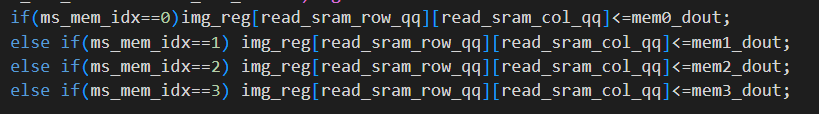 if(ms_mem_idx==0)img_reg[read_sram_row_qq][read_sram_col_qq]<=mem0_dout;
else if(ms_mem_idx==1) img_reg[read_sram_row_qq][read_sram_col_qq]<=mem1_dout;
else if(ms_mem_idx==2) img_reg[read_sram_row_qq][read_sram_col_qq]<=mem2_dout;
else if(ms_mem_idx==3) img_reg[read_sram_row_qq][read_sram_col_qq]<=mem3_dout;